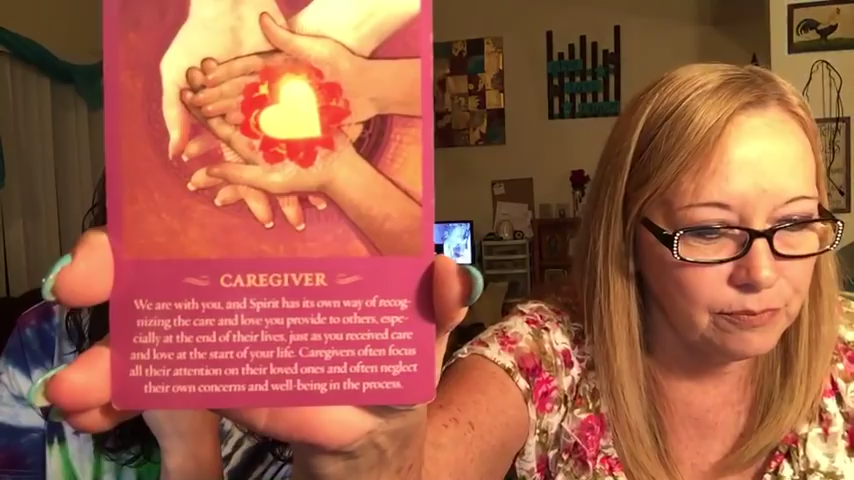 CAREGIVER
We are with you, and Spirit has its own way of recog-
nizing the care and love you provide to others, espe-
cially at the end of their lives, just as you received care
and love at the start of your life. Caregivers often focus
all their attention on their loved ones and often neglect
their own concerns and well-being in the process.